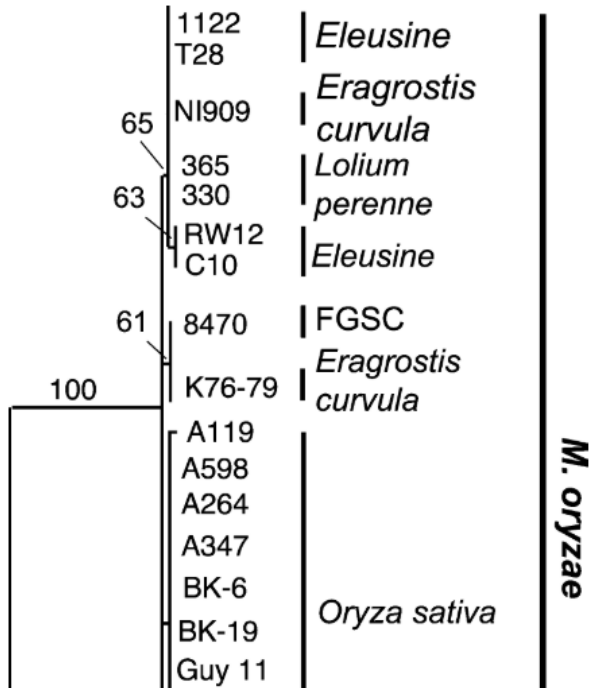 1122
T28
Eleusine
NI909
Eragrostis
curvula
65
365
330
Lolium
perenne
63
RW12
C10
Eleusine
61
8470
FGSC
K76-79
Eragrostis
curvula
100
A119
A598
A264
A347
BK-6
BK-19
Guy 11
Oryza sativa
M. oryzae